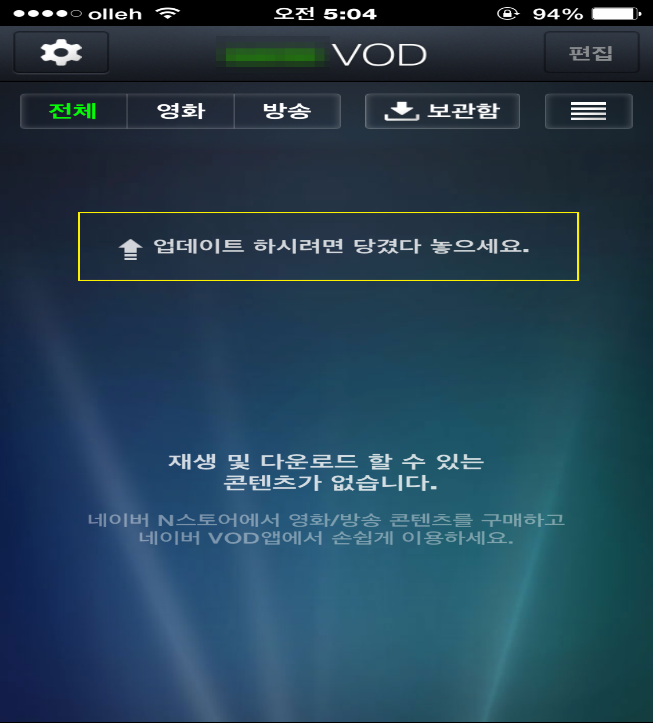 olleh 오전 5:04 94%
VOD 편집
전체 영화 방송 보관함
업데이트 하시려면 당겼다 놓으세요.
재생 및 다운로드 할 수 있는
콘텐츠가 없습니다.
네이버 N스토어에서 영화/방송 콘텐츠를 구매하고
네이버 VOD앱에서 손쉽게 이용하세요.